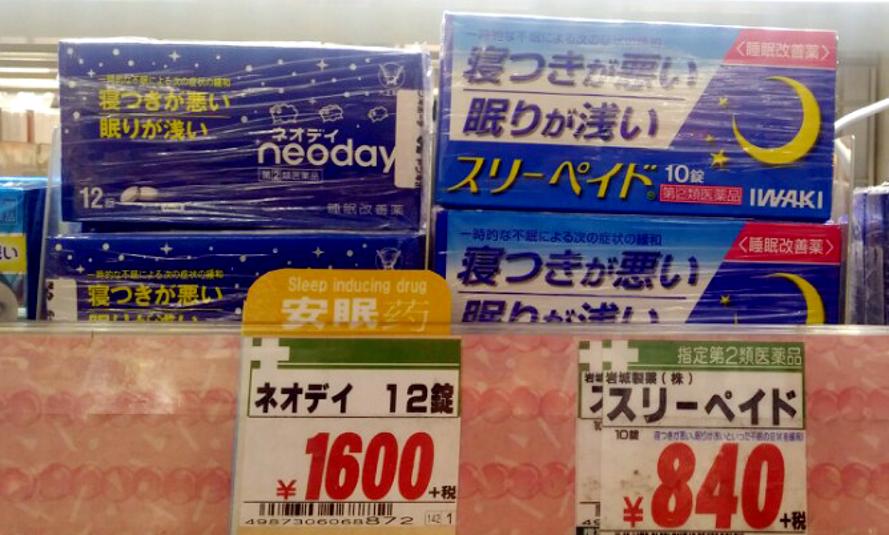 一時的な不眠による次の症状の緩和
寝つきが悪い
眠りが浅い
ネオデイ
neoday
第②類医薬品
12錠
睡眠改善薬
一時的な不眠による次の症状の緩和
寝つきが悪い
一時的な不眠による次の症状の緩和
〈睡眠改善薬〉
寝つきが悪い
眠りが浅い
スリーペイド
10錠
第②類医薬品
IWAKI
一時的な不眠による次の症状の緩和
〈睡眠改善薬〉
寝つきが悪い
眠りが浅い
Sleep inducing drug
安眠药
ネオデイ 12錠
¥1600+税
4987306068872
142 1
指定第2類医薬品
岩城製薬(株)
スリーペイド
10錠
¥840+税